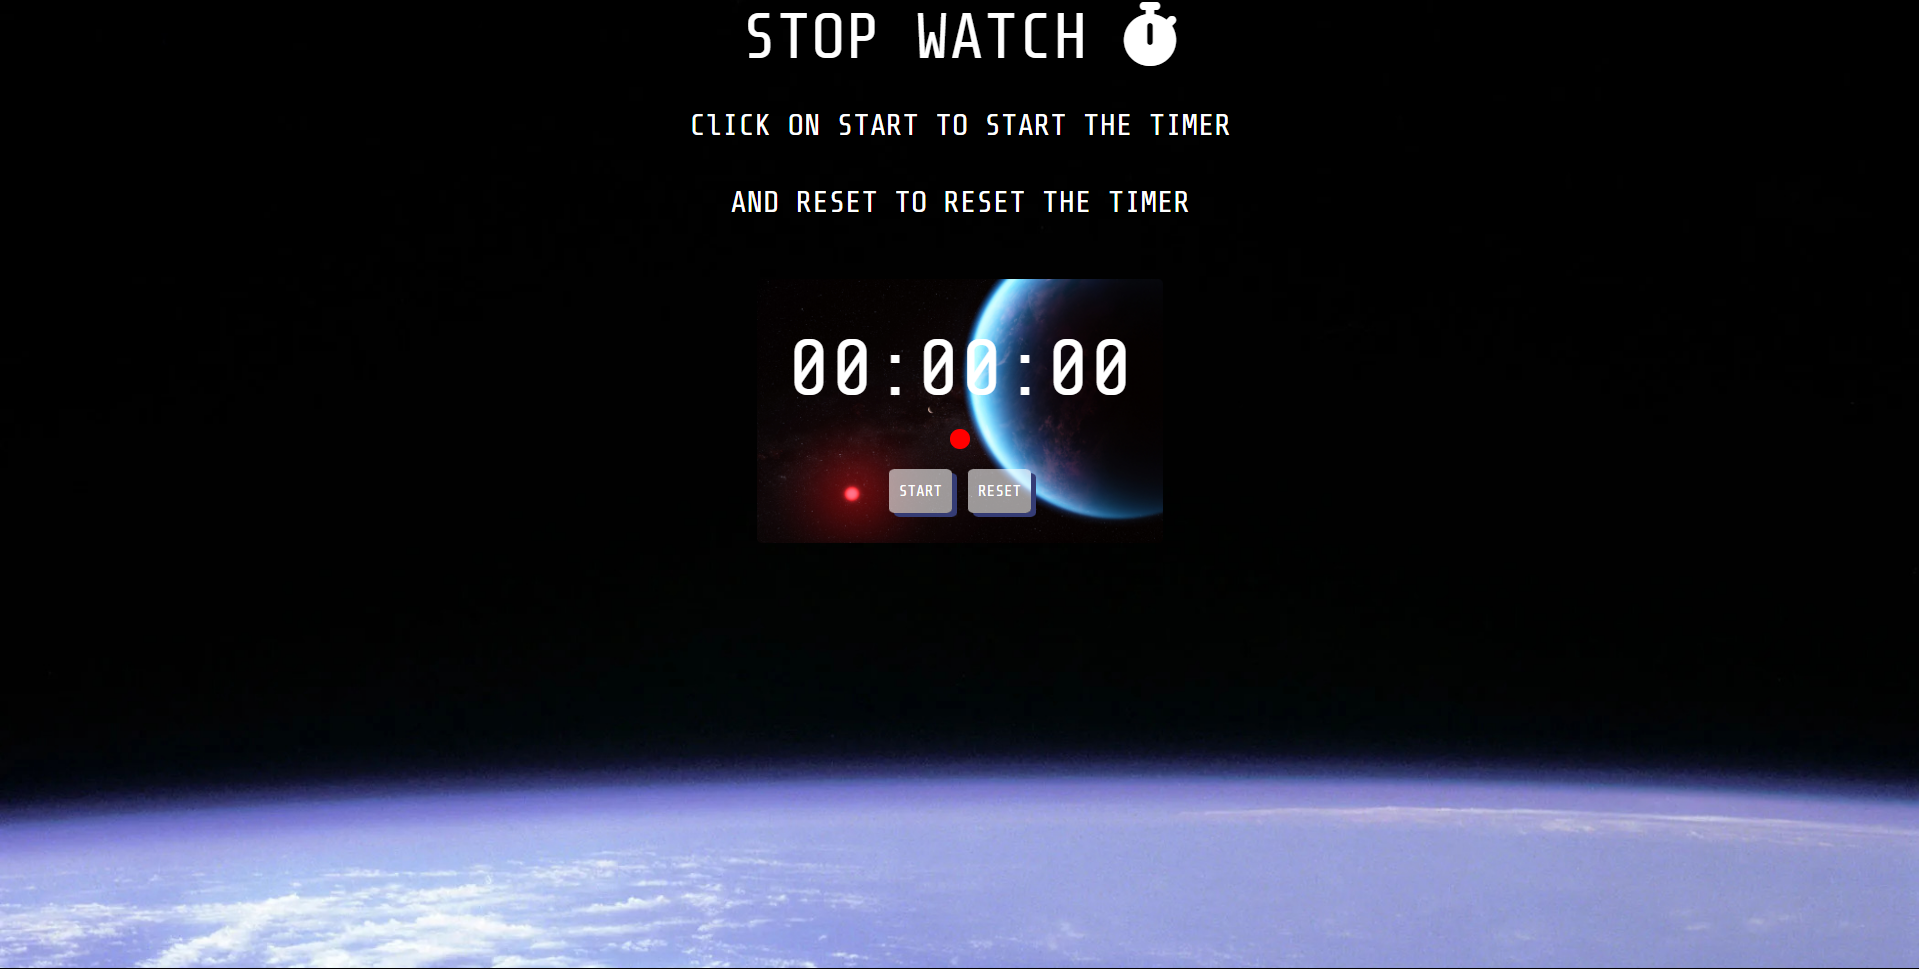 STOP WATCH
ClICK ON START TO START THE TIMER
AND RESET TO RESET THE TIMER
00:00:00
START RESET